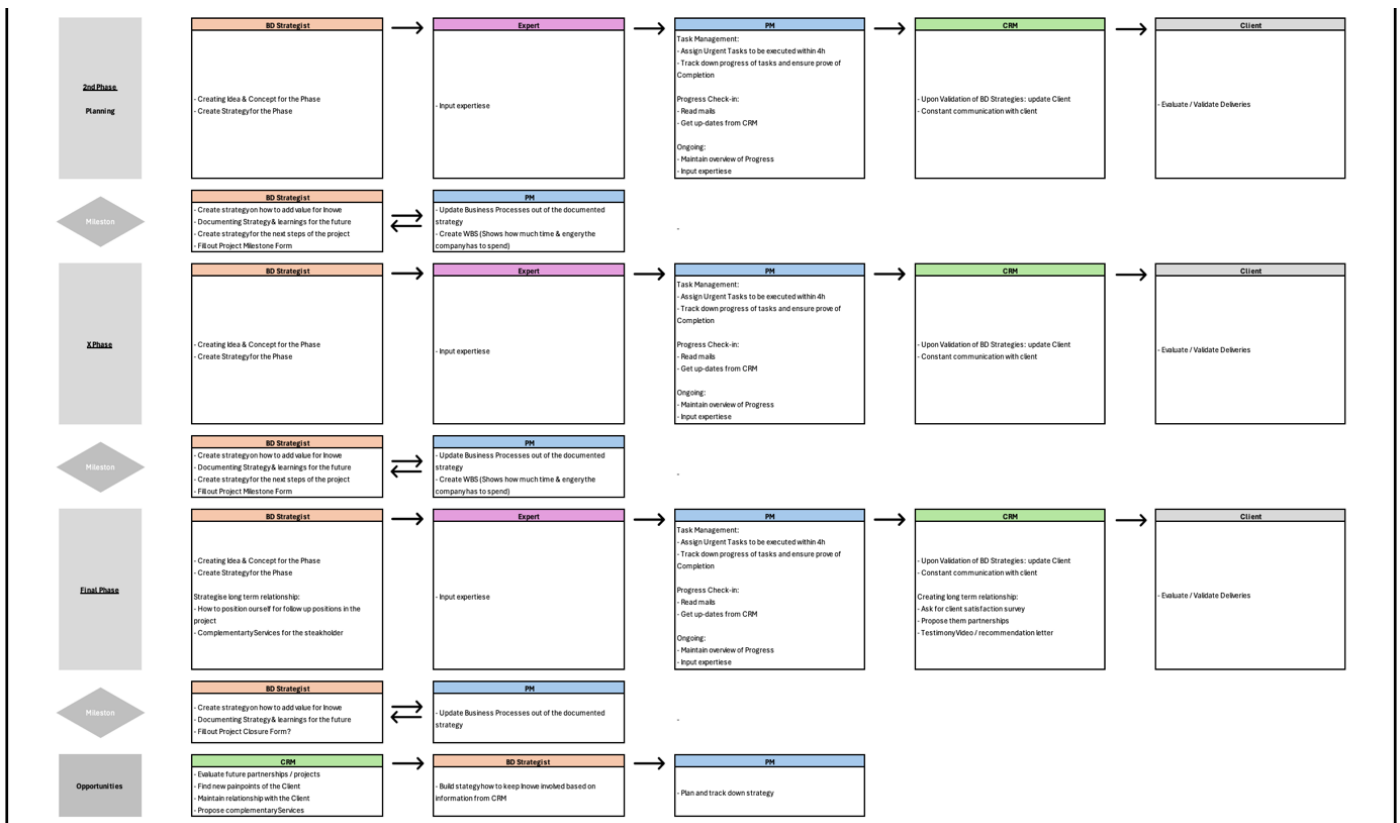 BD Strategist
Expert
PM
CRM
Client
2nd Phase
Planning
- Creating Idea & Concept for the Phase
- Create Strategy for the Phase
- Input expertiese
Task Management:
- Assign Urgent Tasks to be executed within 4h
- Track down progress of tasks and ensure prove of
Completion
Progress Check-in:
- Read mails
- Get up-dates from CRM
Ongoing:
- Maintain overview of Progress
- Input expertiese
- Upon Validation of BD Strategies: update Client
- Constant communication with client
- Evaluate / Validate Deliveries
Mileston
BD Strategist
- Create strategy on how to add value for Inowe
- Documenting Strategy & learnings for the future
- Create strategy for the next steps of the project
- Fillout Project Milestone Form
PM
- Update Business Processes out of the documented
strategy
- Create WBS (Shows how much time & engery the
company has to spend)
-
BD Strategist
Expert
PM
CRM
Client
X Phase
- Creating Idea & Concept for the Phase
- Create Strategy for the Phase
- Input expertiese
Task Management:
- Assign Urgent Tasks to be executed within 4h
- Track down progress of tasks and ensure prove of
Completion
Progress Check-in:
- Read mails
- Get up-dates from CRM
Ongoing:
- Maintain overview of Progress
- Input expertiese
- Upon Validation of BD Strategies: update Client
- Constant communication with client
- Evaluate / Validate Deliveries
Mileston
BD Strategist
- Create strategy on how to add value for Inowe
- Documenting Strategy & learnings for the future
- Create strategy for the next steps of the project
- Fillout Project Milestone Form
PM
- Update Business Processes out of the documented
strategy
- Create WBS (Shows how much time & engery the
company has to spend)
-
BD Strategist
Expert
PM
CRM
Client
Final Phase
- Creating Idea & Concept for the Phase
- Create Strategy for the Phase
Strategise long term relationship:
- How to position ourself for follow up positions in the
project
- Complementarty Services for the steakholder
- Input expertiese
Task Management:
- Assign Urgent Tasks to be executed within 4h
- Track down progress of tasks and ensure prove of
Completion
Progress Check-in:
- Read mails
- Get up-dates from CRM
Ongoing:
- Maintain overview of Progress
- Input expertiese
- Upon Validation of BD Strategies: update Client
- Constant communication with client
Creating long term relationship:
- Ask for client satisfaction survey
- Propose them partnerships
- Testimony Video / recommendation letter
- Evaluate / Validate Deliveries
Mileston
BD Strategist
- Create strategy on how to add value for Inowe
- Documenting Strategy & learnings for the future
- Fillout Project Closure Form?
PM
- Update Business Processes out of the documented
strategy
-
Opportunities
CRM
- Evaluate future partnerships / projects
- Find new painpoints of the Client
- Maintain relationship with the Client
- Propose complementary Services
BD Strategist
- Build stategy how to keep Inowe involved based on
information from CRM
PM
- Plan and track down strategy